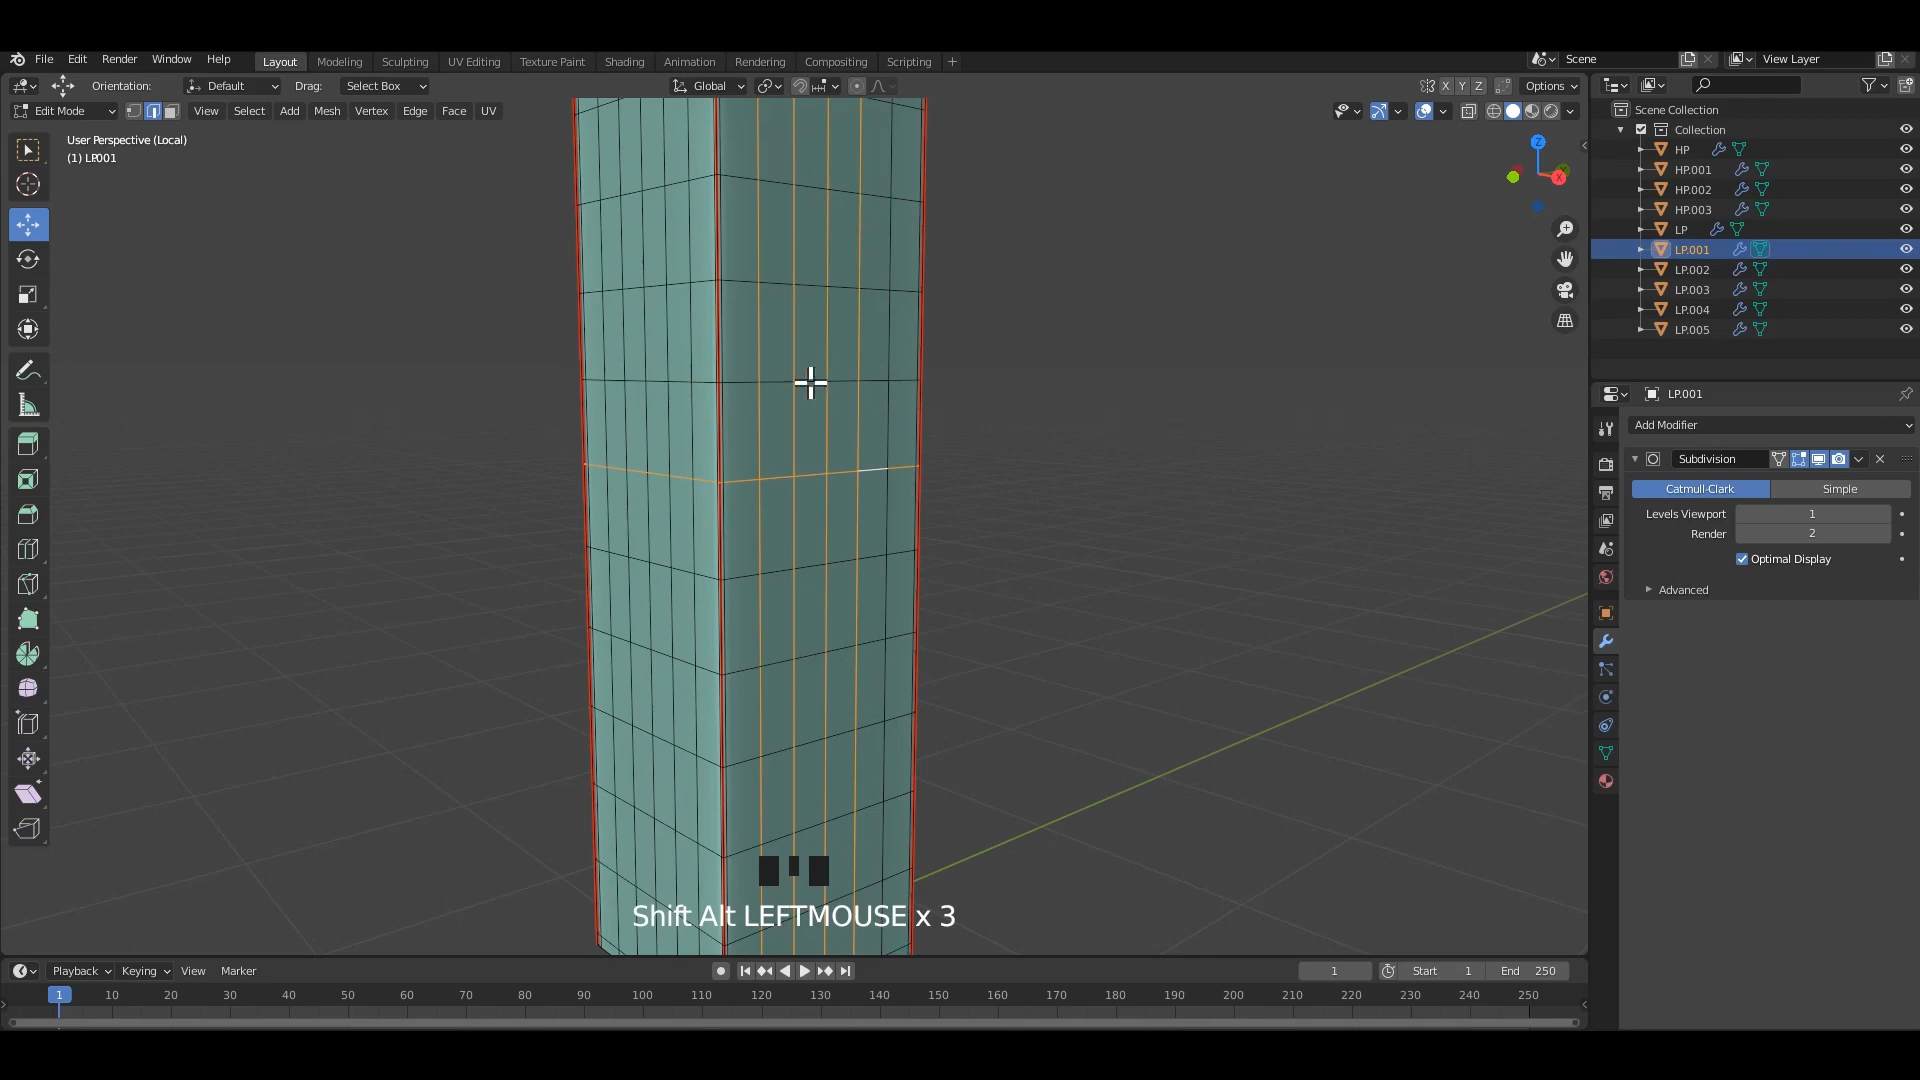 File Edit Render Window Help Layout Modeling Sculpting UV Editing Texture Paint Shading Animation Rendering Compositing Scripting + Scene View Layer
Orientation: Default Drag: Select Box Global X Y Z Options
Edit Mode View Select Add Mesh Vertex Edge Face UV
User Perspective (Local)
(1) LP.001
Z
X
Scene Collection
Collection
HP
HP.001
HP.002
HP.003
LP
LP.001
LP.002
LP.003
LP.004
LP.005
LP.001
Add Modifier
Subdivision
Catmull-Clark Simple
Levels Viewport 1
Render 2
Optimal Display
Advanced
Shift Alt LEFTMOUSE x 3
Playback Keying View Marker 1 Start 1 End 250
1 10 20 30 40 50 60 70 80 90 100 110 120 130 140 150 160 170 180 190 200 210 220 230 240 250